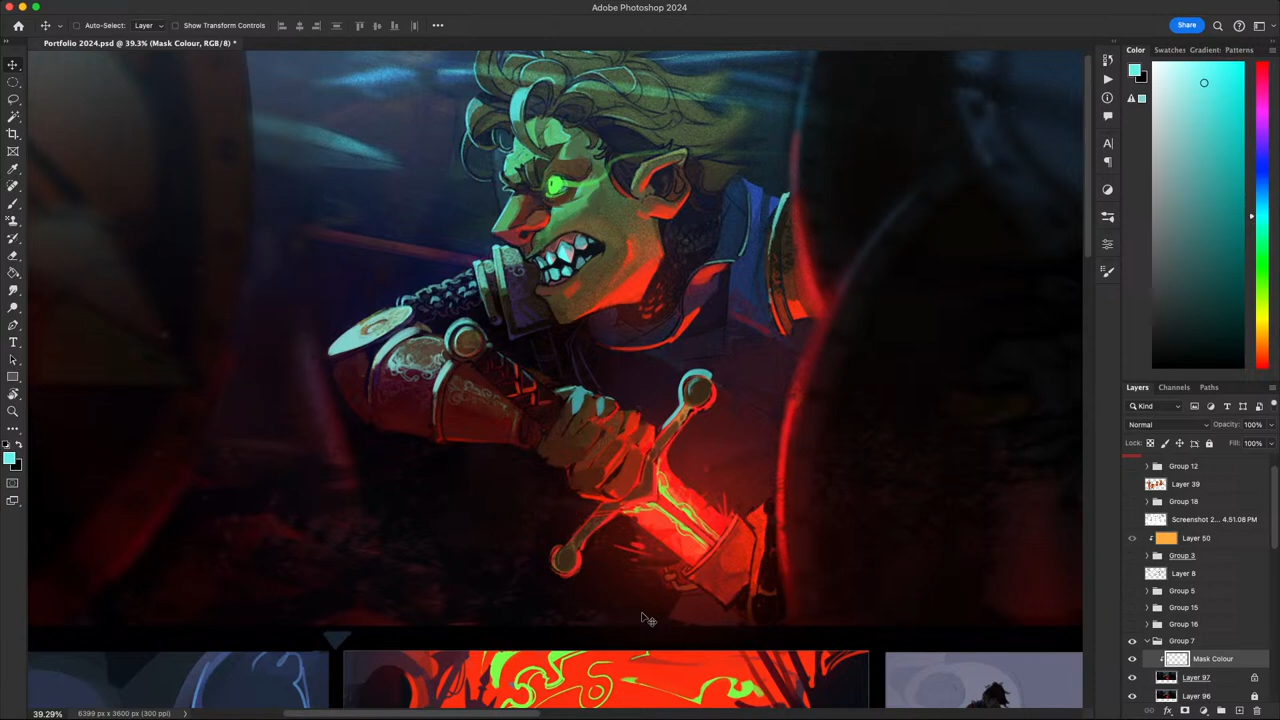 Adobe Photoshop 2024
Auto-Select: Layer Show Transform Controls
Share
Portfolio 2024.psd @ 39.3% (Mask Colour, RGB/8) *
Color Swatches Gradient: Patterns
Layers Channels Paths
Kind
Normal Opacity: 100%
Lock: Fill: 100%
Group 12
Layer 39
Group 18
Screenshot 2... 4.51.08 PM
Layer 50
Group 3
Layer 8
Group 5
Group 15
Group 16
Group 7
Mask Colour
Layer 97
Layer 96
39.29% 6399 px x 3600 px (300 ppi)